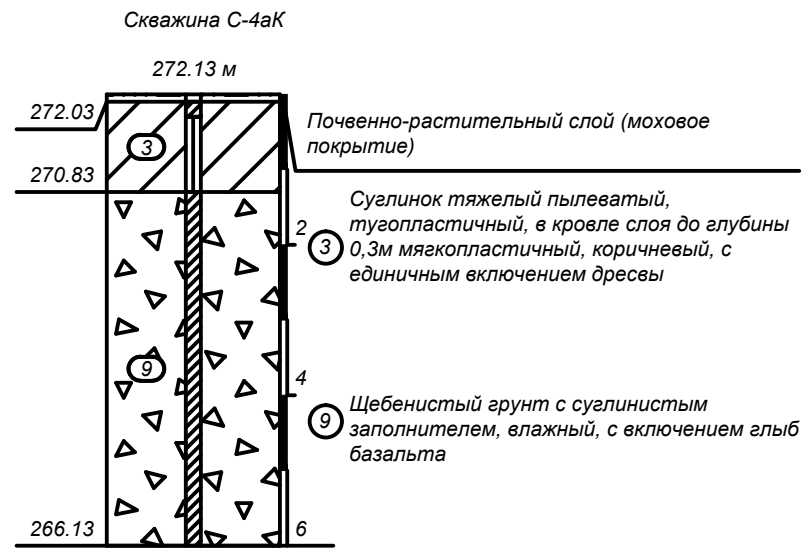 Скважина С-4аК
272.13 м
272.03
Почвенно-растительный слой (моховое
покрытие)
3
270.83
Суглинок тяжелый пылеватый,
тугопластичный, в кровле слоя до глубины
0,3м мягкопластичный, коричневый, с
единичным включением дресвы
2
3
9
4
Щебенистый грунт с суглинистым
заполнителем, влажный, с включением глыб
базальта
9
266.13
6